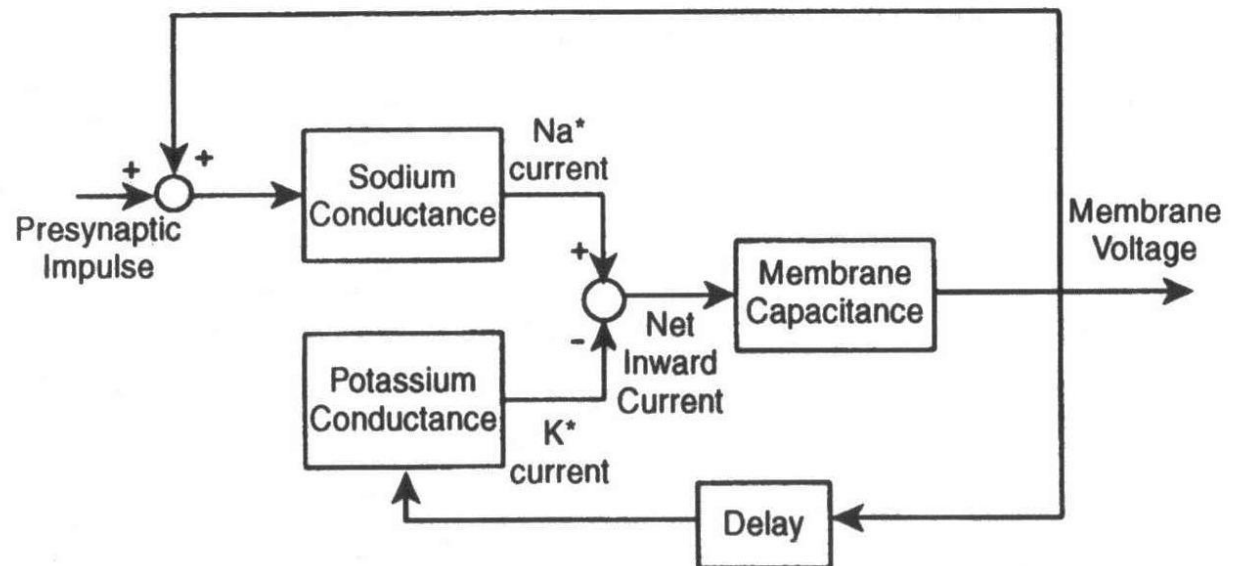 Na*
current
+
+
Sodium
Conductance
Presynaptic
Impulse
Membrane
Voltage
+
Membrane
Capacitance
-
Net
Inward
Current
Potassium
Conductance
K*
current
Delay